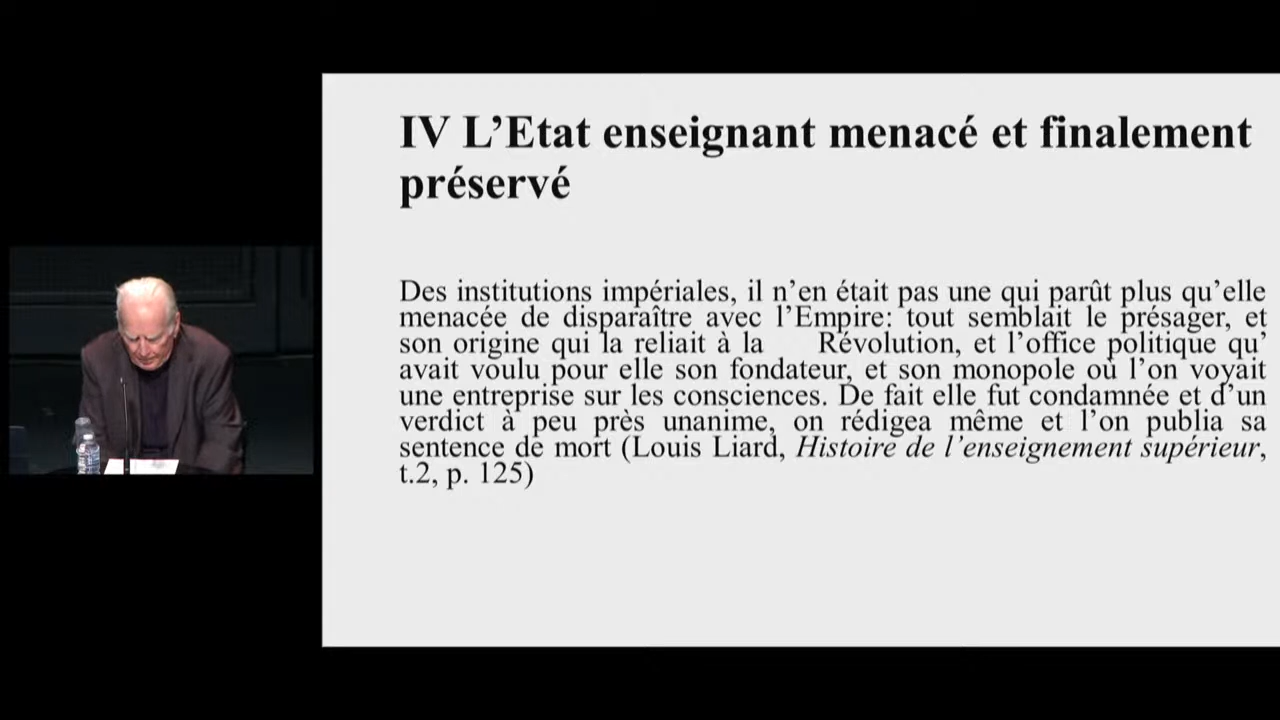 IV L’Etat enseignant menacé et finalement
préservé
Des institutions impériales, il n’en était pas une qui parût plus qu’elle
menacée de disparaître avec l’Empire: tout semblait le présager, et
son origine qui la reliait à la Révolution, et l’office politique qu’
avait voulu pour elle son fondateur, et son monopole où l’on voyait
une entreprise sur les consciences. De fait elle fut condamnée et d’un
verdict à peu près unanime, on rédigea même et l’on publia sa
sentence de mort (Louis Liard, Histoire de l’enseignement supérieur,
t.2, p. 125)